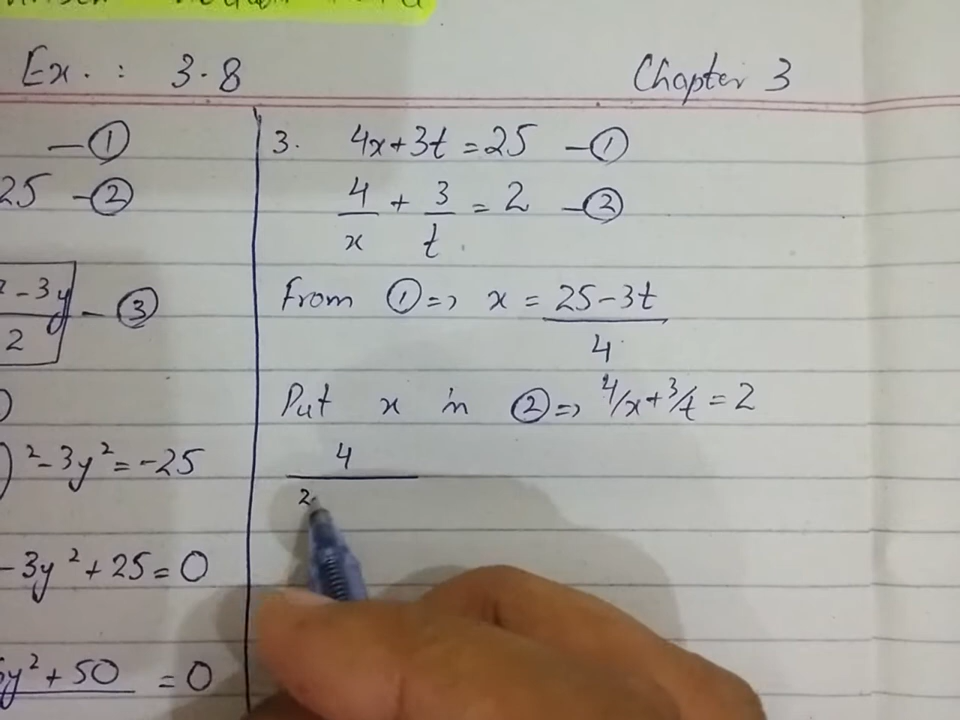 Ex. : 3.8 Chapter 3
— ①
25 — ②
- 3y — ③
2
)² - 3y² = -25
- 3y² + 25 = 0
y² + 50 = 0
3. 4x + 3t = 25 — ①
4/x + 3/t = 2 — ②
From ① => x = 25 - 3t
4
Put x in ② => 4/x + 3/t = 2
4
2